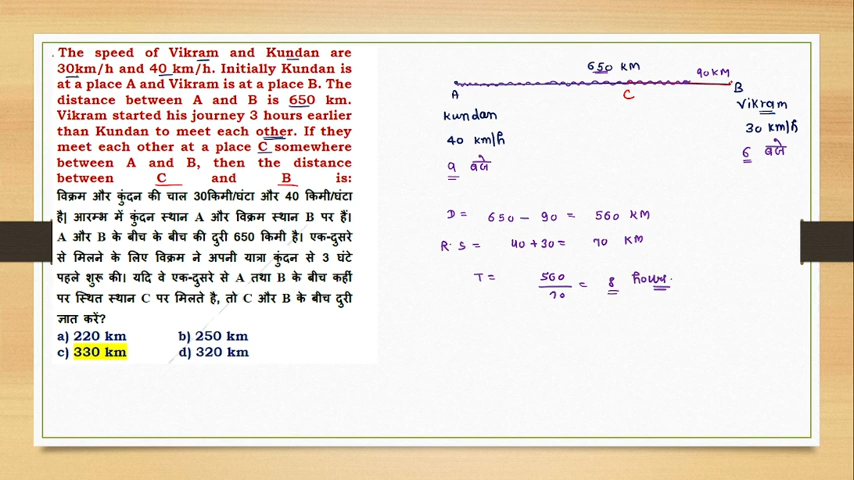 The speed of Vikram and Kundan are
30km/h and 40 km/h. Initially Kundan is
at a place A and Vikram is at a place B. The
distance between A and B is 650 km.
Vikram started his journey 3 hours earlier
than Kundan to meet each other. If they
meet each other at a place C somewhere
between A and B, then the distance
between C and B is:
विक्रम और कुंदन की चाल 30किमी/घंटा और 40 किमी/घंटा
है| आरम्भ में कुंदन स्थान A और विक्रम स्थान B पर हैं।
A और B के बीच के बीच की दुरी 650 किमी है। एक-दुसरे
से मिलने के लिए विक्रम ने अपनी यात्रा कुंदन से 3 घंटे
पहले शुरू की। यदि वे एक-दुसरे से A तथा B के बीच कहीं
पर स्थित स्थान C पर मिलते है, तो C और B के बीच दुरी
ज्ञात करें?
a) 220 km b) 250 km
c) 330 km d) 320 km
650 KM
90KM
A C B
Kundan
40 km/h
9 बजे
Vikram
30 km/h
6 बजे
D = 650 - 90 = 560 KM
R.S = 40+30 = 70 KM
T = 560/70 = 8 hours.